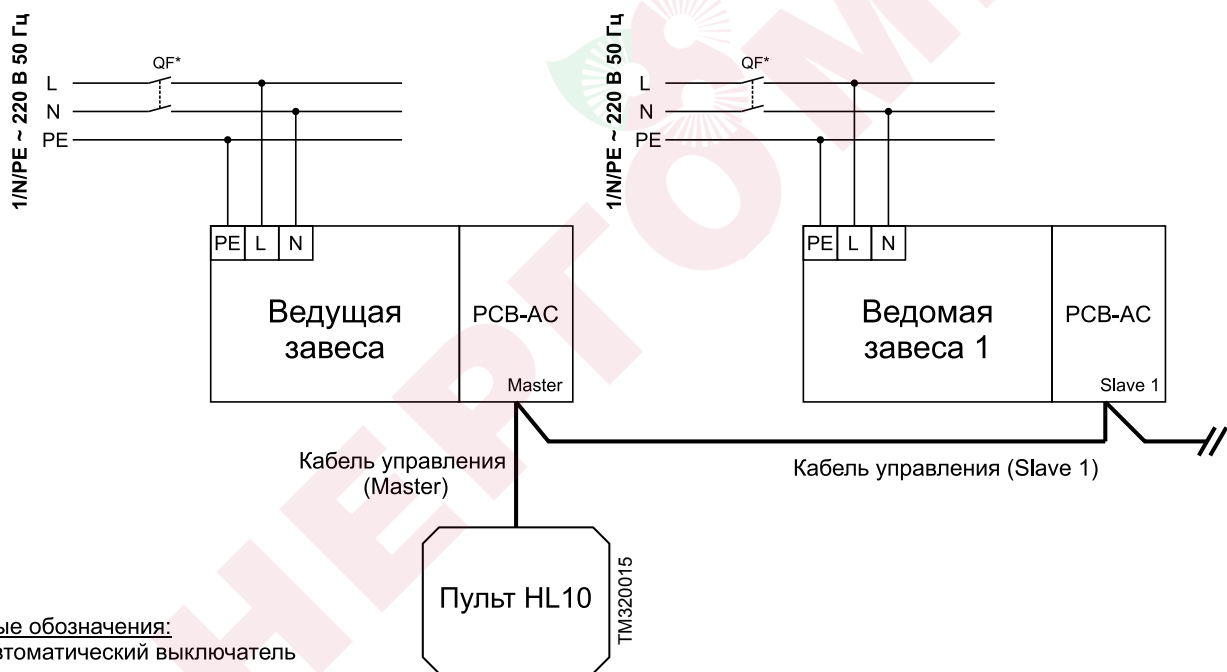 1/N/PE ~ 220 В 50 Гц
L
QF*
N
PE
PE L N
Ведущая
завеса
PCB-AC
Master
1/N/PE ~ 220 В 50 Гц
L
QF*
N
PE
PE L N
Ведомая
завеса 1
PCB-AC
Slave 1
Кабель управления
(Master)
Кабель управления (Slave 1)
Пульт HL10
TM320015
ые обозначения:
втоматический выключатель